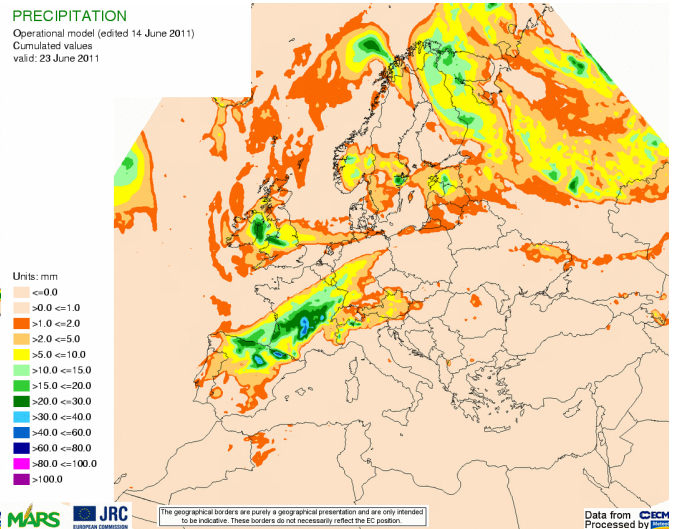 PRECIPITATION
Operational model (edited 14 June 2011)
Cumulated values
valid: 23 June 2011
Units: mm
<=0.0
>0.0 <=1.0
>1.0 <=2.0
>2.0 <=5.0
>5.0 <=10.0
>10.0 <=15.0
>15.0 <=20.0
>20.0 <=30.0
>30.0 <=40.0
>40.0 <=60.0
>60.0 <=80.0
>80.0 <=100.0
>100.0
MARS
JRC
EUROPEAN COMMISSION
The geographical borders are purely a geographical presentation and are only intended
to be indicative. These borders do not necessarily reflect the EC position.
Data from ECM
Processed by Meteo